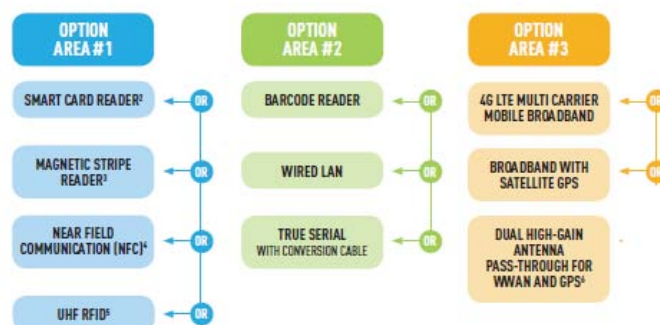 OPTION
AREA #1
SMART CARD READER²
OR
MAGNETIC STRIPE
READER³
OR
NEAR FIELD
COMMUNICATION (NFC)⁴
OR
UHF RFID⁵
OR
OPTION
AREA #2
BARCODE READER
OR
WIRED LAN
OR
TRUE SERIAL
WITH CONVERSION CABLE
OR
OPTION
AREA #3
4G LTE MULTI CARRIER
MOBILE BROADBAND
OR
BROADBAND WITH
SATELLITE GPS
OR
DUAL HIGH-GAIN
ANTENNA
PASS-THROUGH FOR
WWAN AND GPS⁶